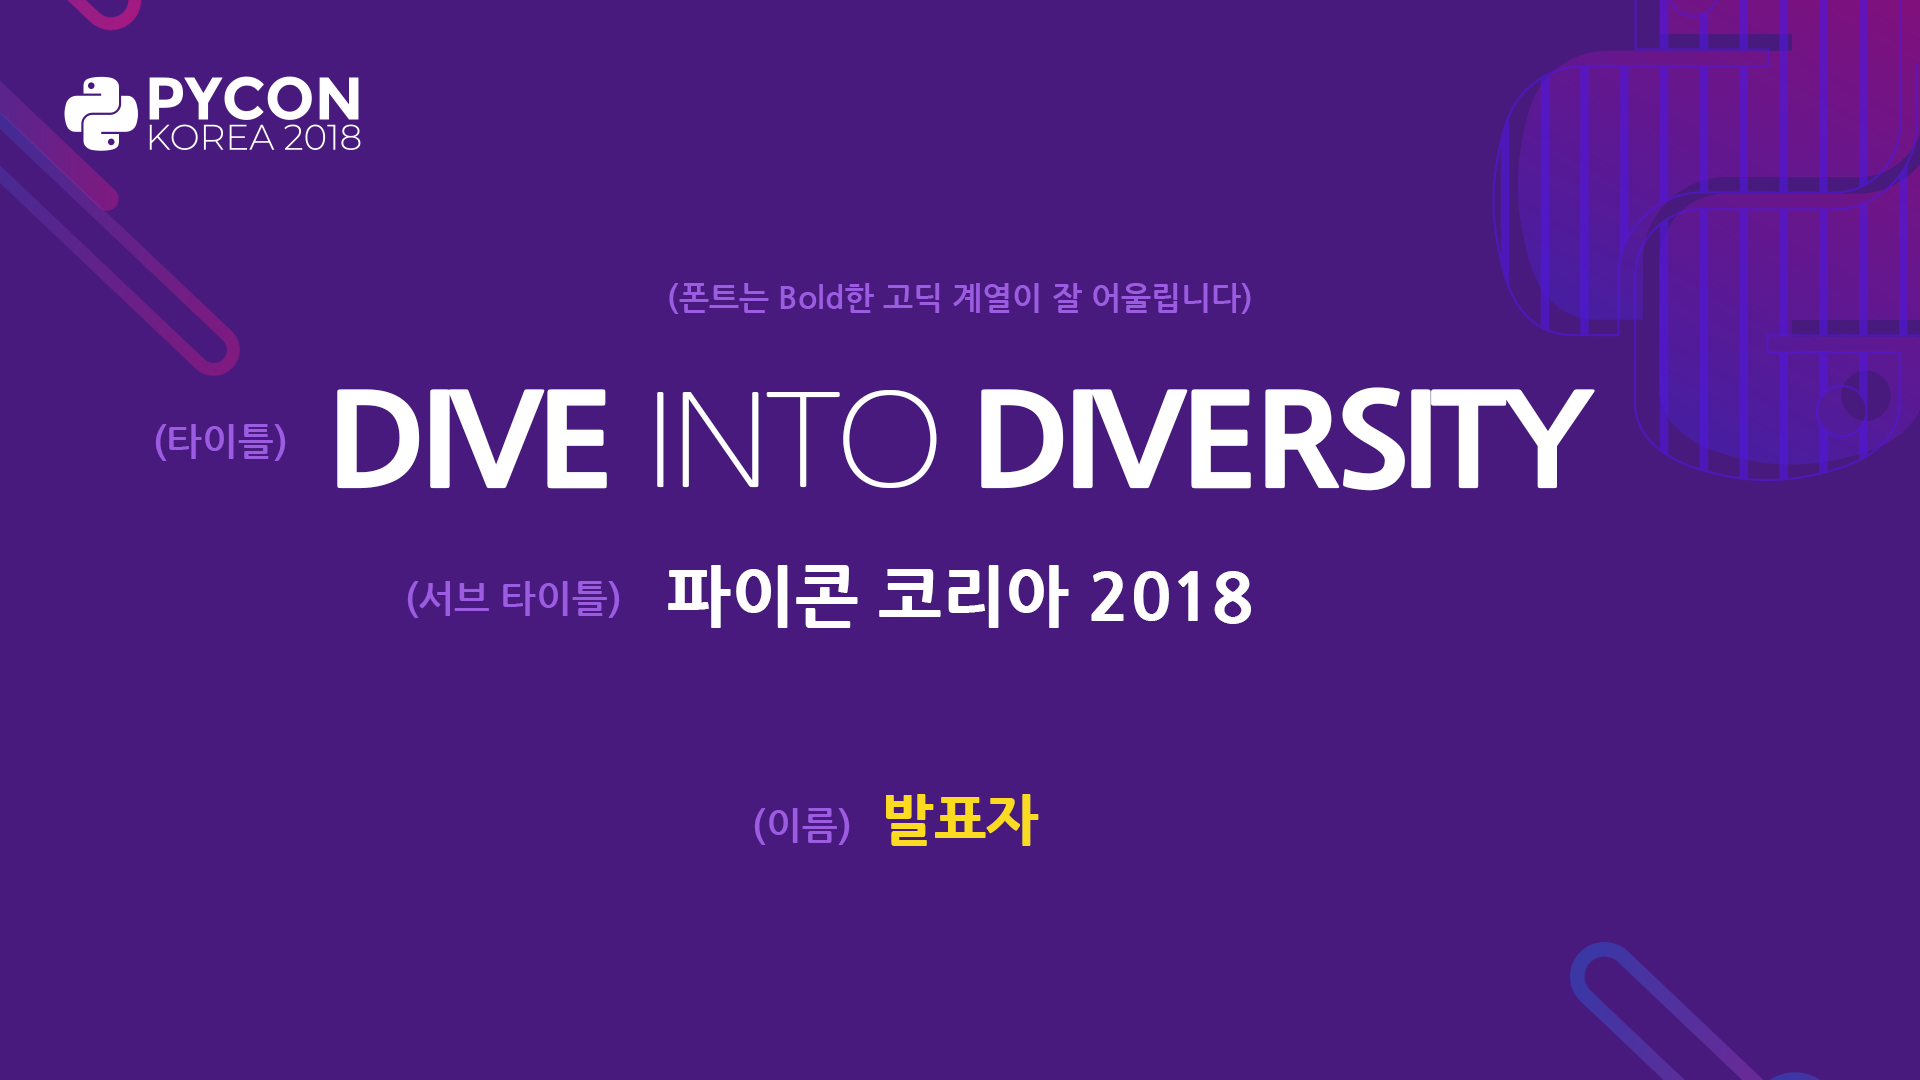 PYCON
KOREA 2018
(폰트는 Bold한 고딕 계열이 잘 어울립니다)
(타이틀) DIVE INTO DIVERSITY
(서브 타이틀) 파이콘 코리아 2018
(이름) 발표자